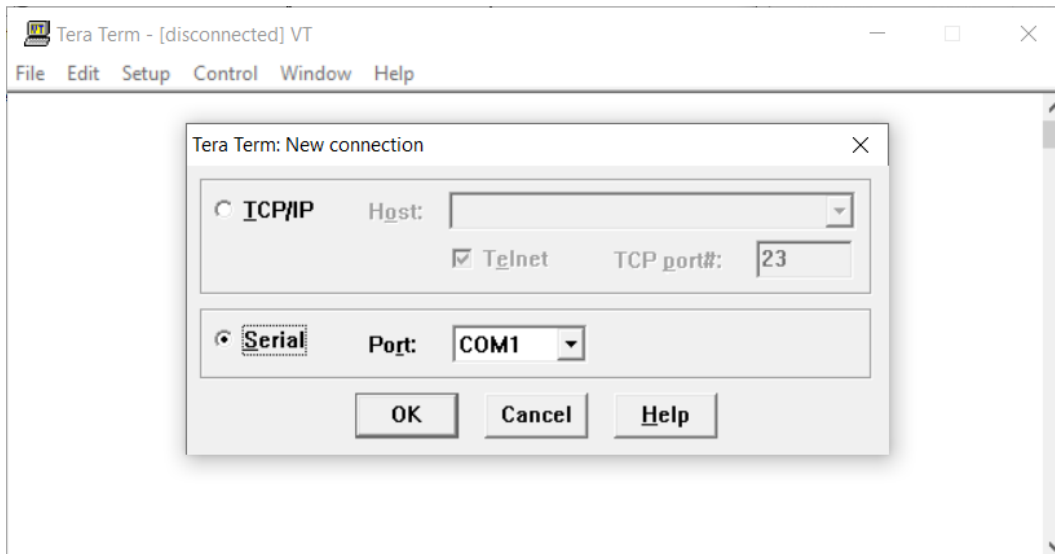 Tera Term - [disconnected] VT
File Edit Setup Control Window Help
Tera Term: New connection
TCP/IP Host:
Telnet TCP port#: 23
Serial Port: COM1
OK Cancel Help